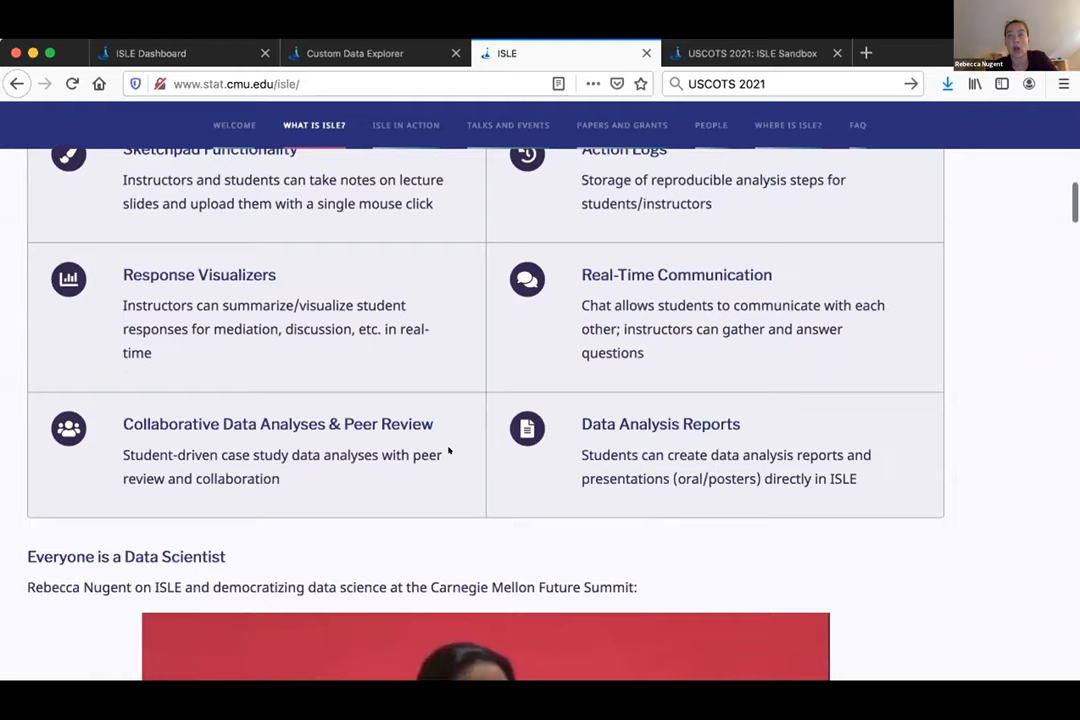 ISLE Dashboard
Custom Data Explorer
ISLE
USCOTS 2021: ISLE Sandbox
Rebecca Nugent
www.stat.cmu.edu/isle/
USCOTS 2021
WELCOME
WHAT IS ISLE?
ISLE IN ACTION
TALKS AND EVENTS
PAPERS AND GRANTS
PEOPLE
WHERE IS ISLE?
FAQ
Sketchpad Functionality
Instructors and students can take notes on lecture
slides and upload them with a single mouse click
Action Logs
Storage of reproducible analysis steps for
students/instructors
Response Visualizers
Instructors can summarize/visualize student
responses for mediation, discussion, etc. in real-
time
Real-Time Communication
Chat allows students to communicate with each
other; instructors can gather and answer
questions
Collaborative Data Analyses & Peer Review
Student-driven case study data analyses with peer
review and collaboration
Data Analysis Reports
Students can create data analysis reports and
presentations (oral/posters) directly in ISLE
Everyone is a Data Scientist
Rebecca Nugent on ISLE and democratizing data science at the Carnegie Mellon Future Summit: